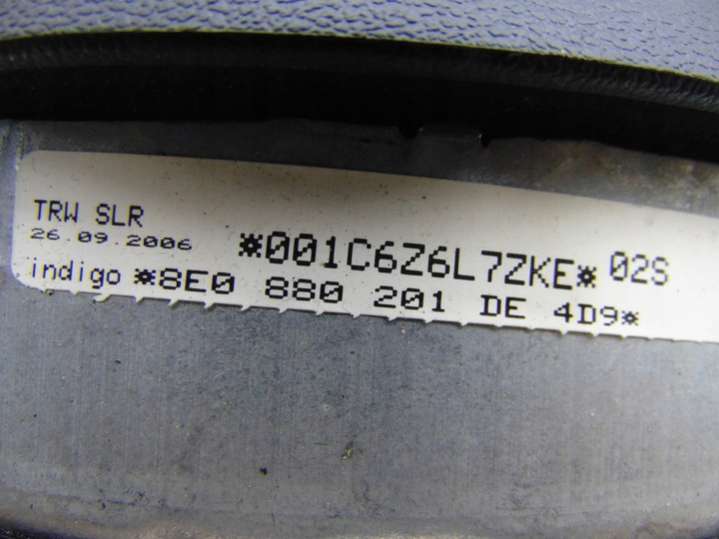 TRW SLR
26.09.2006 *001C6Z6L7ZKE* 02S
indigo *8E0 880 201 DE 4D9*